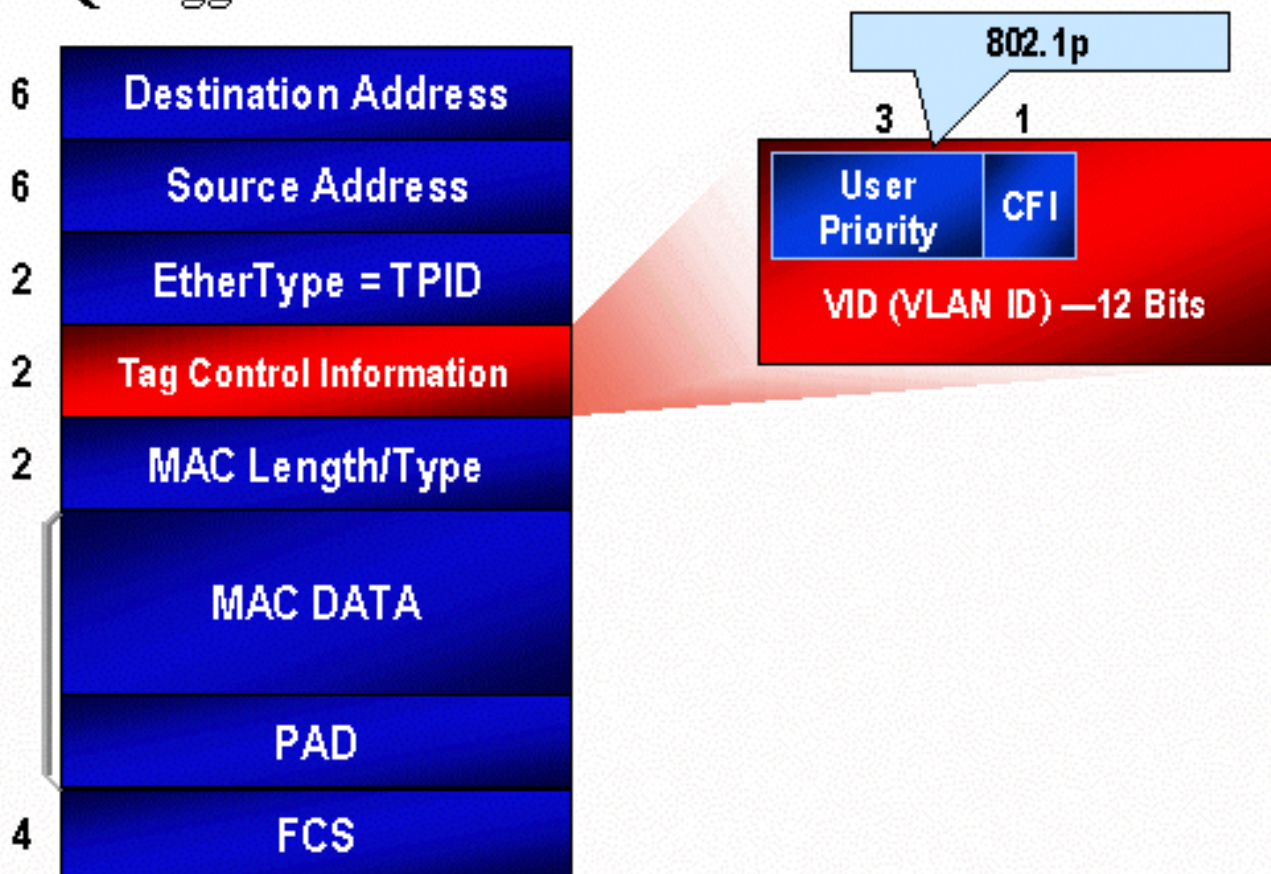 6
Destination Address
6
Source Address
2
EtherType = TPID
2
Tag Control Information
2
MAC Length/Type
MAC DATA
PAD
4
FCS
802.1p
3 1
User
Priority
CFI
VID (VLAN ID) —12 Bits